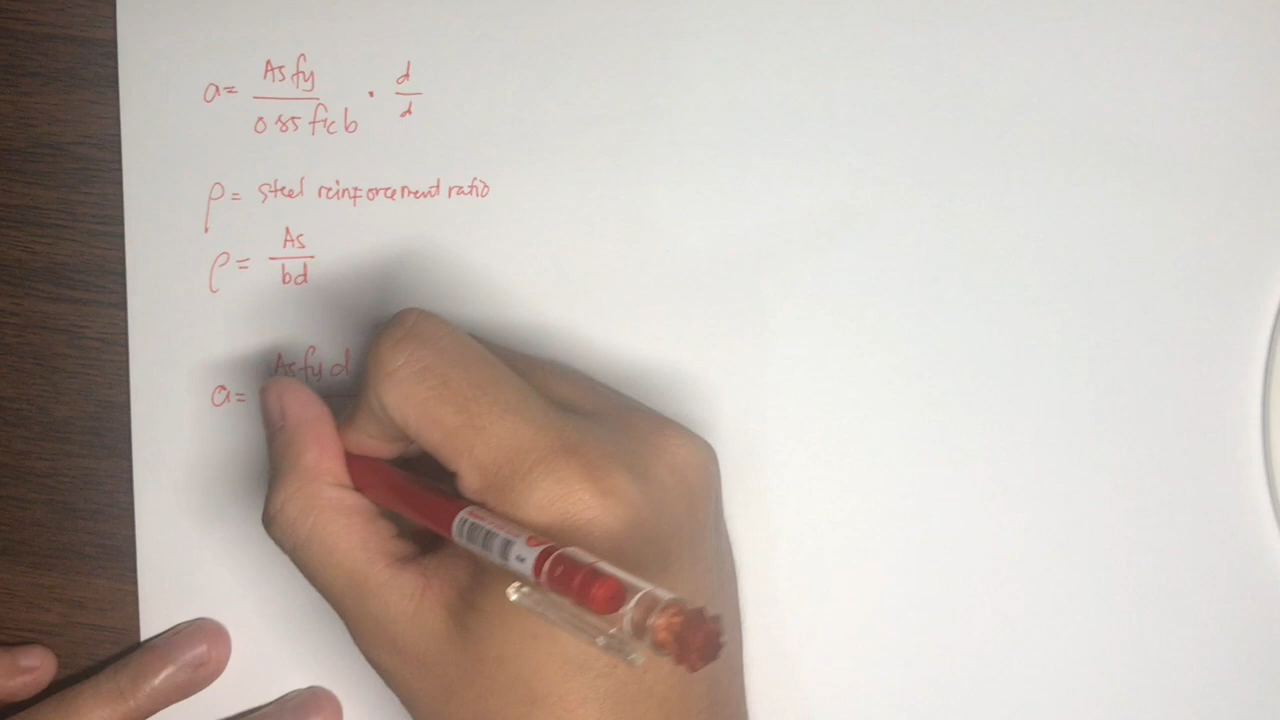 a= As fy / 0.85 f'c b · d/d
ρ= steel reinforcement ratio
ρ= As / bd
a= As fy d